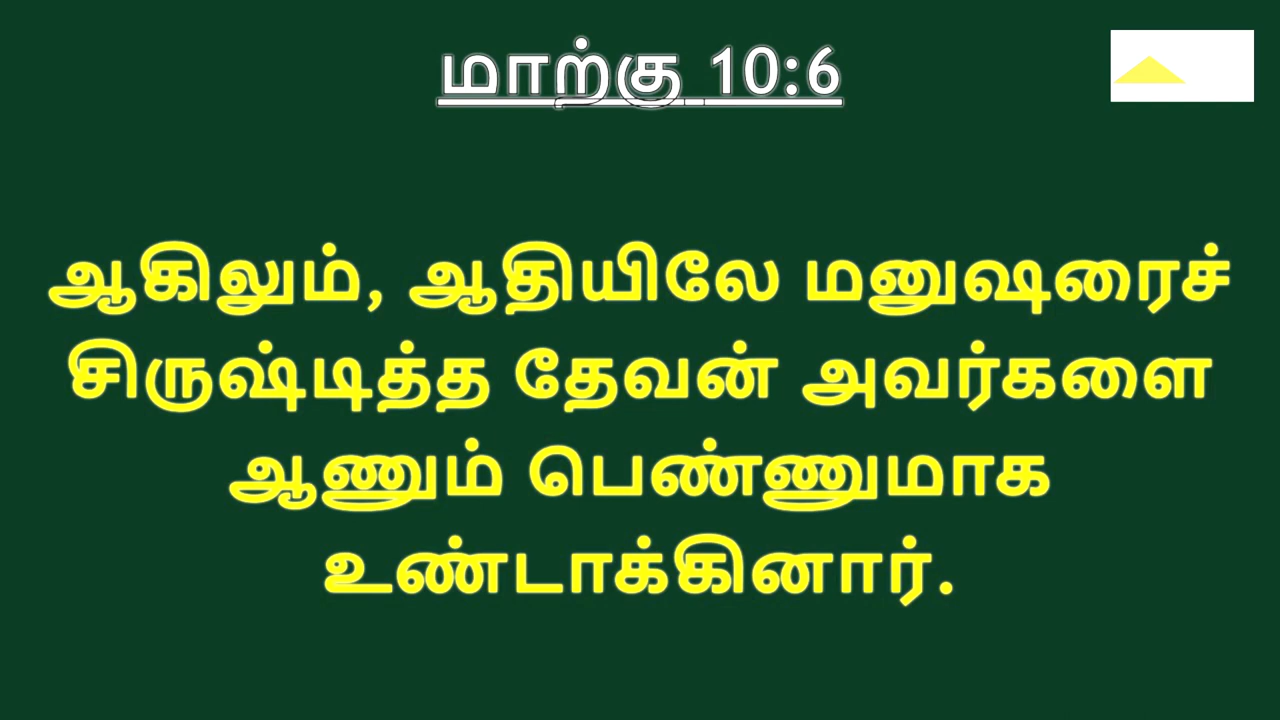 மாற்கு 10:6
ஆகிலும், ஆதியிலே மனுஷரைச்
சிருஷ்டித்த தேவன் அவர்களை
ஆணும் பெண்ணுமாக
உண்டாக்கினார்.